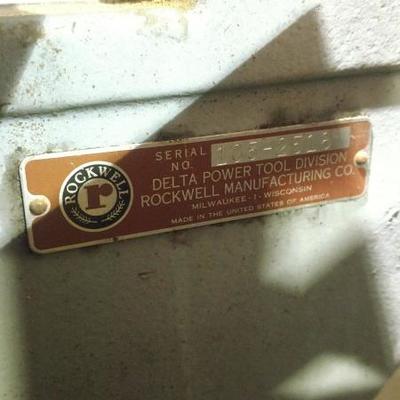 SERIAL
NO.
DELTA POWER TOOL DIVISION
ROCKWELL MANUFACTURING CO.
MILWAUKEE - 1 - WISCONSIN
MADE IN THE UNITED STATES OF AMERICA
ROCKWELL
r